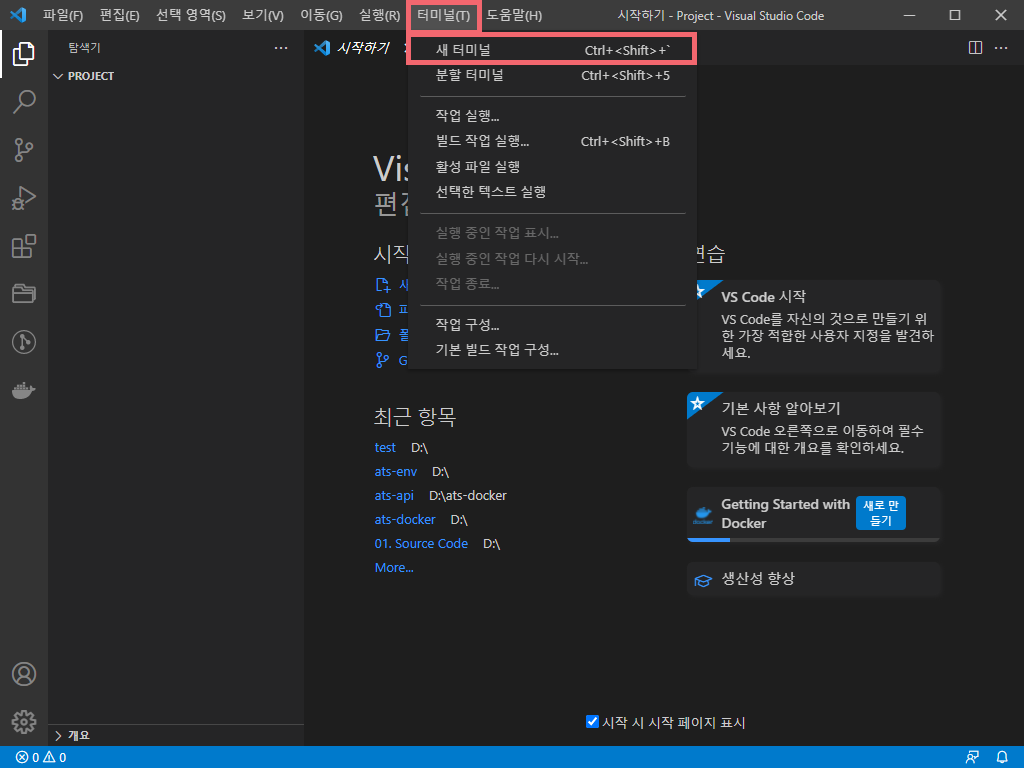 파일(F) 편집(E) 선택 영역(S) 보기(V) 이동(G) 실행(R) 터미널(T) 도움말(H) 시작하기 - Project - Visual Studio Code
탐색기
시작하기
PROJECT
새 터미널 Ctrl+<Shift>+`
분할 터미널 Ctrl+<Shift>+5
작업 실행...
빌드 작업 실행... Ctrl+<Shift>+B
활성 파일 실행
선택한 텍스트 실행
실행 중인 작업 표시...
실행 중인 작업 다시 시작...
작업 종료...
작업 구성...
기본 빌드 작업 구성...
Vis
편집
시작
새
파
폴
G
최근 항목
test D:\
ats-env D:\
ats-api D:\ats-docker
ats-docker D:\
01. Source Code D:\
More...
연습
VS Code 시작
VS Code를 자신의 것으로 만들기 위
한 가장 적합한 사용자 지정을 발견하
세요.
기본 사항 알아보기
VS Code 오른쪽으로 이동하여 필수
기능에 대한 개요를 확인하세요.
Getting Started with
Docker
새로 만
들기
docker
생산성 향상
시작 시 시작 페이지 표시
개요
0 0